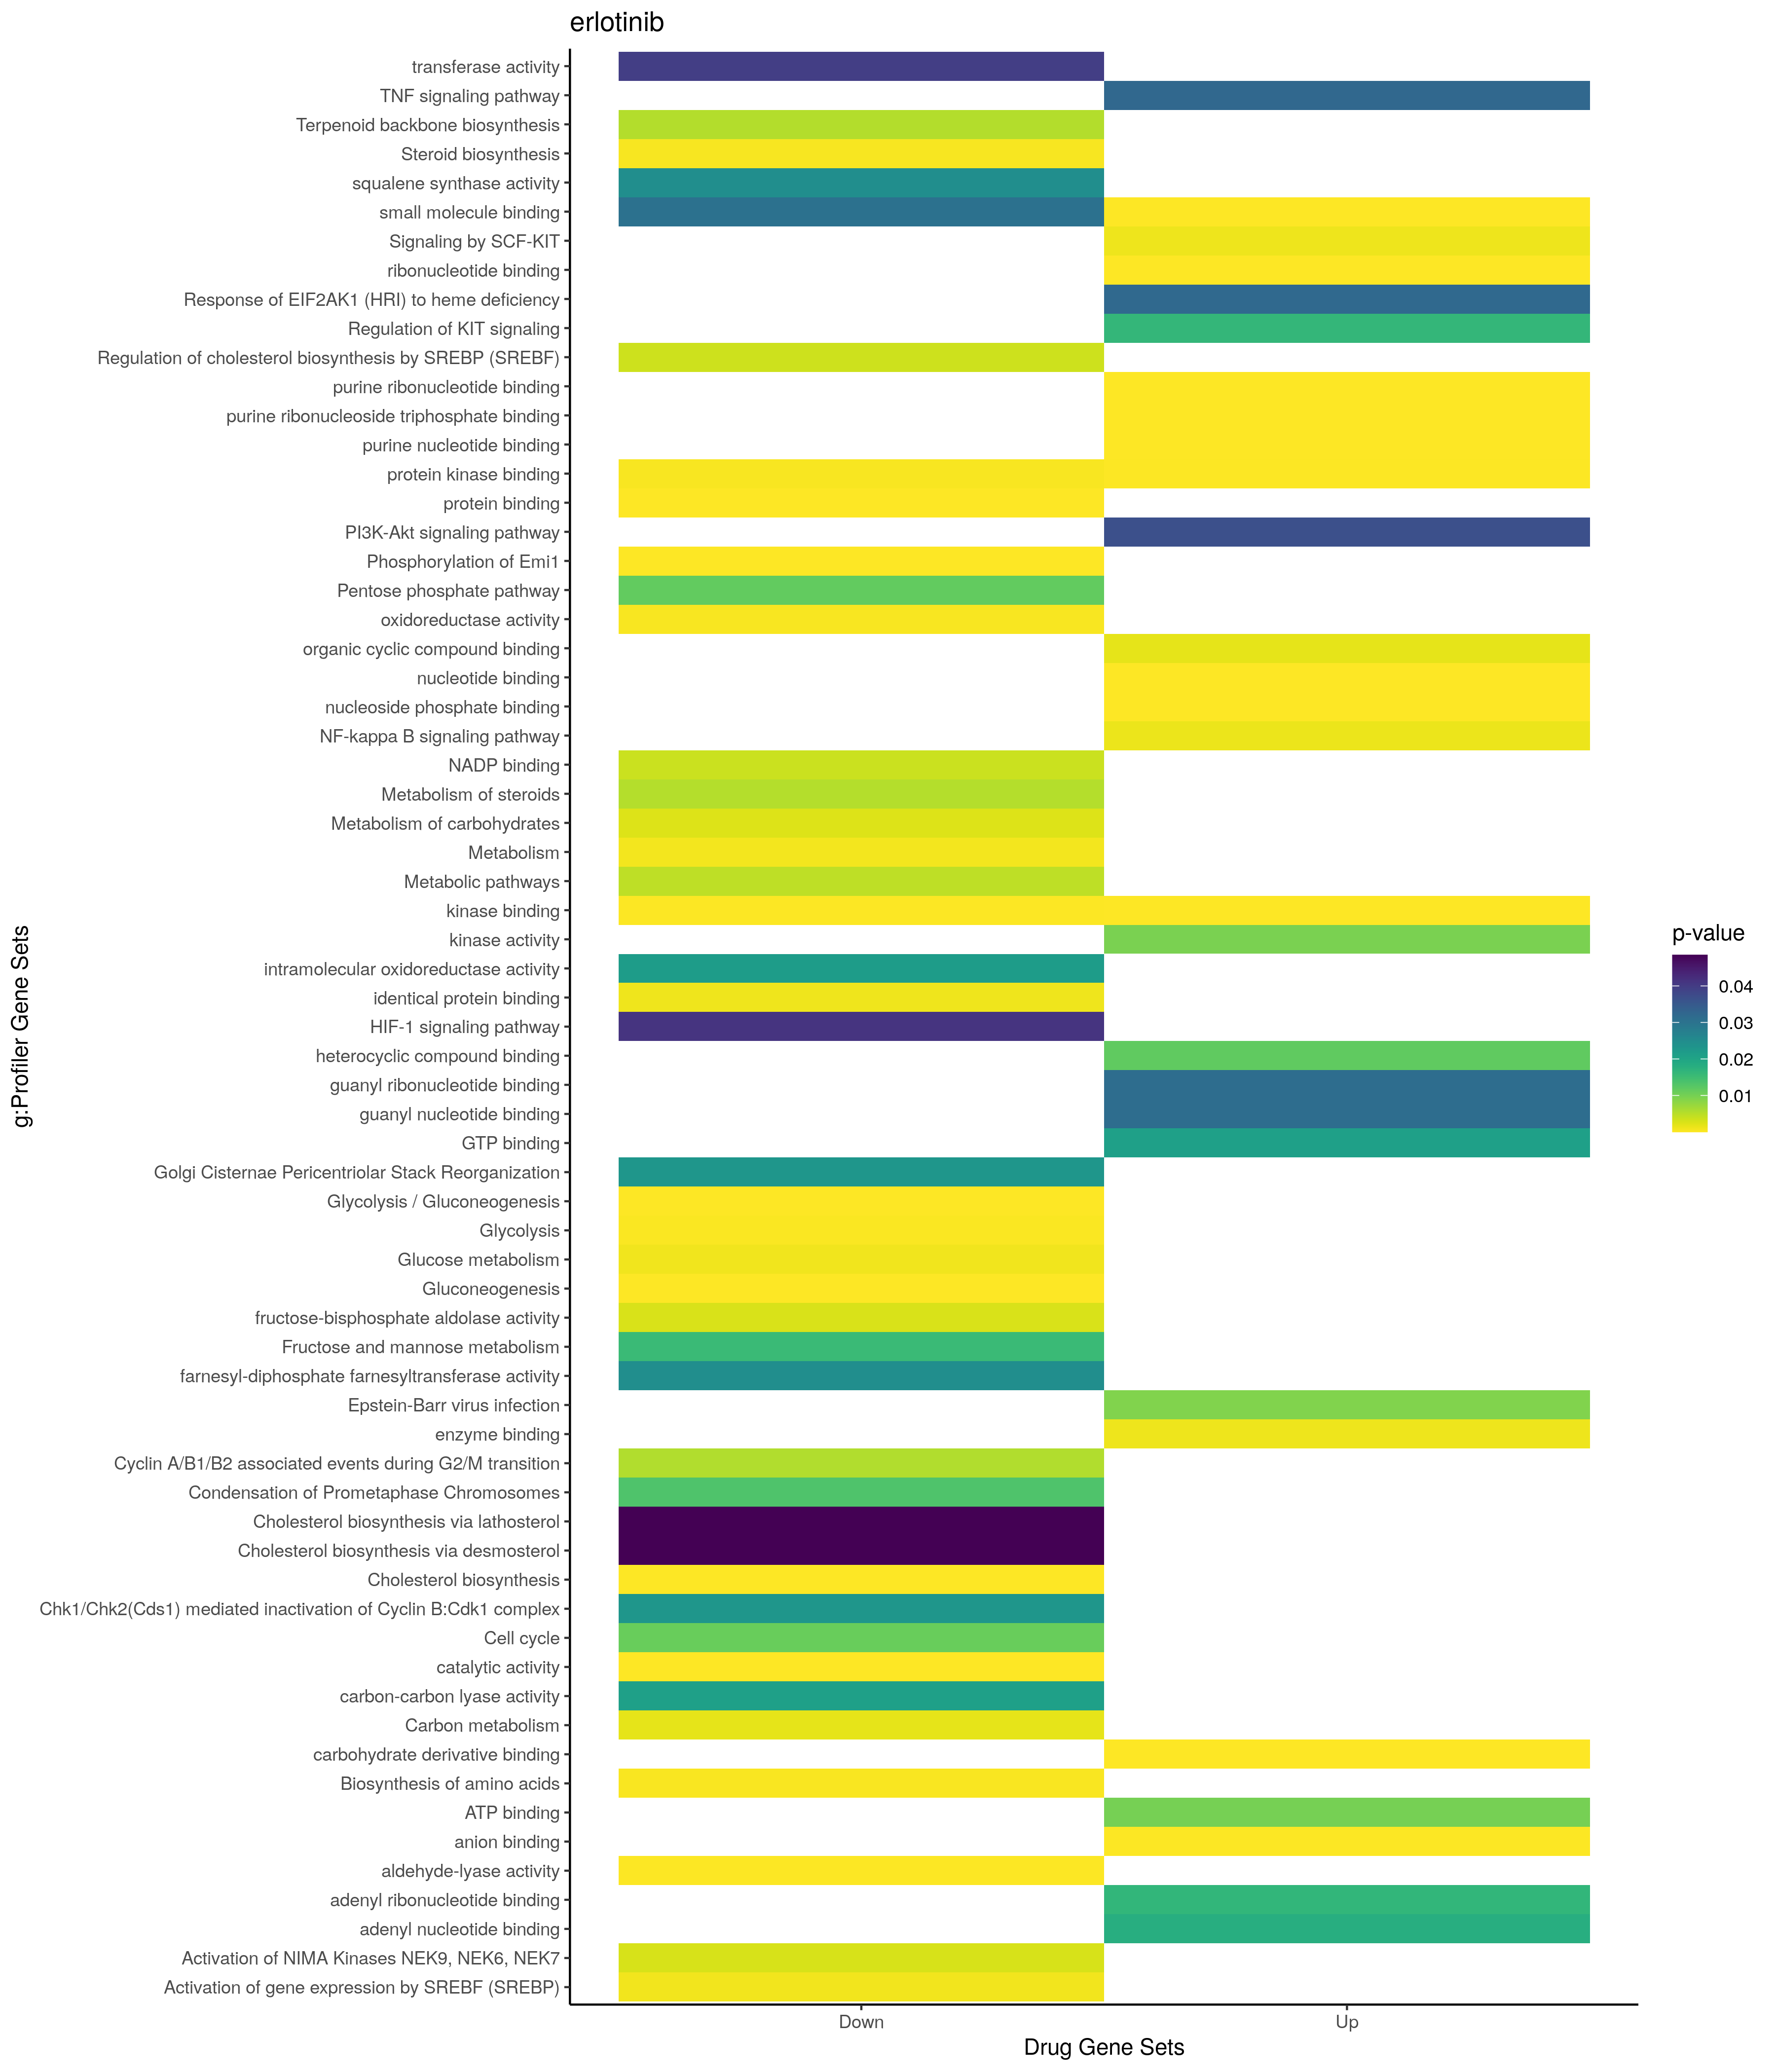 erlotinib
transferase activity
TNF signaling pathway
Terpenoid backbone biosynthesis
Steroid biosynthesis
squalene synthase activity
small molecule binding
Signaling by SCF-KIT
ribonucleotide binding
Response of EIF2AK1 (HRI) to heme deficiency
Regulation of KIT signaling
Regulation of cholesterol biosynthesis by SREBP (SREBF)
purine ribonucleotide binding
purine ribonucleoside triphosphate binding
purine nucleotide binding
protein kinase binding
protein binding
PI3K-Akt signaling pathway
Phosphorylation of Emi1
Pentose phosphate pathway
oxidoreductase activity
organic cyclic compound binding
nucleotide binding
nucleoside phosphate binding
NF-kappa B signaling pathway
NADP binding
Metabolism of steroids
Metabolism of carbohydrates
Metabolism
Metabolic pathways
kinase binding
kinase activity
intramolecular oxidoreductase activity
identical protein binding
HIF-1 signaling pathway
heterocyclic compound binding
guanyl ribonucleotide binding
guanyl nucleotide binding
GTP binding
Golgi Cisternae Pericentriolar Stack Reorganization
Glycolysis / Gluconeogenesis
Glycolysis
Glucose metabolism
Gluconeogenesis
fructose-bisphosphate aldolase activity
Fructose and mannose metabolism
farnesyl-diphosphate farnesyltransferase activity
Epstein-Barr virus infection
enzyme binding
Cyclin A/B1/B2 associated events during G2/M transition
Condensation of Prometaphase Chromosomes
Cholesterol biosynthesis via lathosterol
Cholesterol biosynthesis via desmosterol
Cholesterol biosynthesis
Chk1/Chk2(Cds1) mediated inactivation of Cyclin B:Cdk1 complex
Cell cycle
catalytic activity
carbon-carbon lyase activity
Carbon metabolism
carbohydrate derivative binding
Biosynthesis of amino acids
ATP binding
anion binding
aldehyde-lyase activity
adenyl ribonucleotide binding
adenyl nucleotide binding
Activation of NIMA Kinases NEK9, NEK6, NEK7
Activation of gene expression by SREBF (SREBP)
g:Profiler Gene Sets
Down
Up
Drug Gene Sets
p-value
0.04
0.03
0.02
0.01